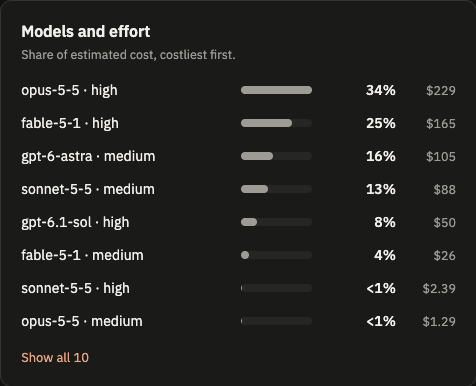 Models and effort
Share of estimated cost, costliest first.
opus-5-5 · high 34% $229
fable-5-1 · high 25% $165
gpt-6-astra · medium 16% $105
sonnet-5-5 · medium 13% $88
gpt-6.1-sol · high 8% $50
fable-5-1 · medium 4% $26
sonnet-5-5 · high <1% $2.39
opus-5-5 · medium <1% $1.29
Show all 10